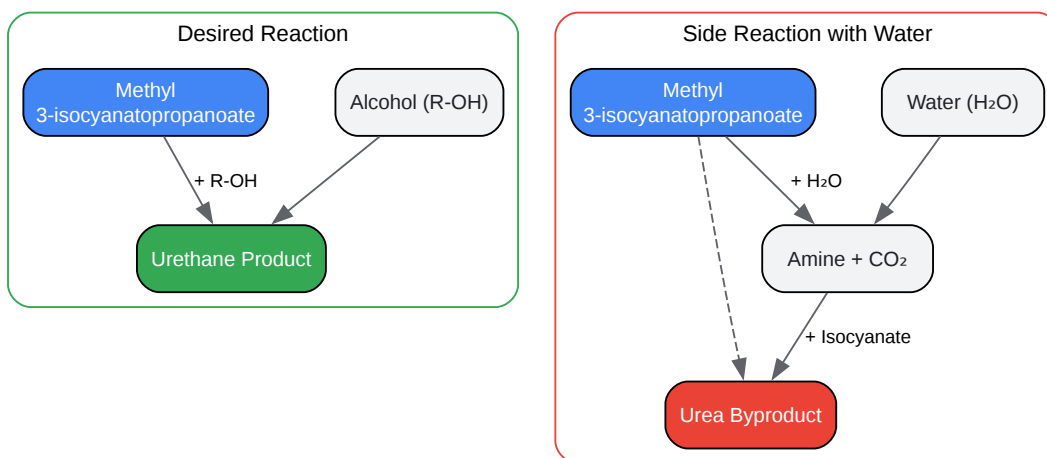 Desired Reaction
Methyl
3-isocyanatopropanoate
Alcohol (R-OH)
+ R-OH
Urethane Product
Side Reaction with Water
Methyl
3-isocyanatopropanoate
Water (H₂O)
+ H₂O
Amine + CO₂
+ Isocyanate
Urea Byproduct